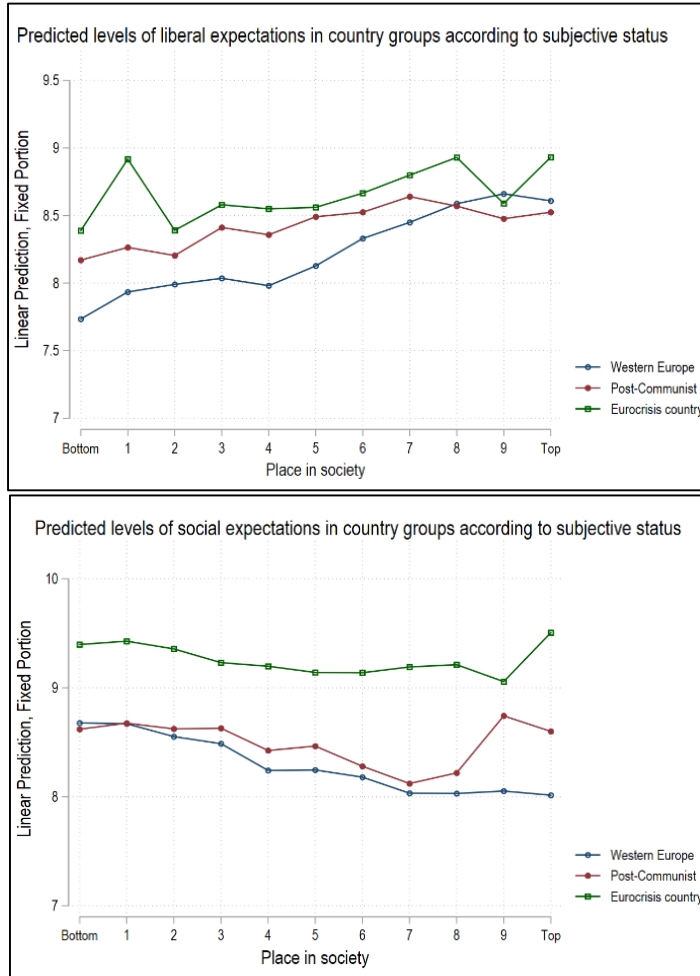 Predicted levels of liberal expectations in country groups according to subjective status
9.5
9
8.5
8
7.5
7
Linear Prediction, Fixed Portion
Bottom 1 2 3 4 5 6 7 8 9 Top
Place in society
Western Europe
Post-Communist
Eurocrisis country
Predicted levels of social expectations in country groups according to subjective status
10
9
8
7
Linear Prediction, Fixed Portion
Bottom 1 2 3 4 5 6 7 8 9 Top
Place in society
Western Europe
Post-Communist
Eurocrisis country